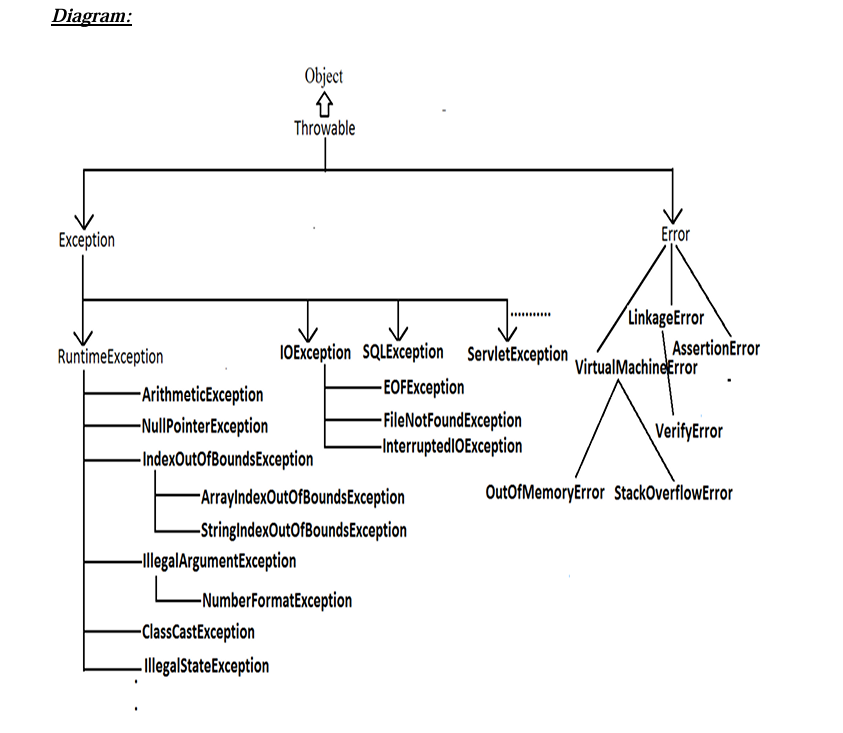 Diagram:
Object
Throwable
Exception
Error
RuntimeException
IOException
SQLException
ServletException
...........
EOFException
FileNotFoundException
InterruptedIOException
ArithmeticException
NullPointerException
IndexOutOfBoundsException
ArrayIndexOutOfBoundsException
StringIndexOutOfBoundsException
IllegalArgumentException
NumberFormatException
ClassCastException
IllegalStateException
LinkageError
AssertionError
VirtualMachineError
VerifyError
OutOfMemoryError
StackOverflowError